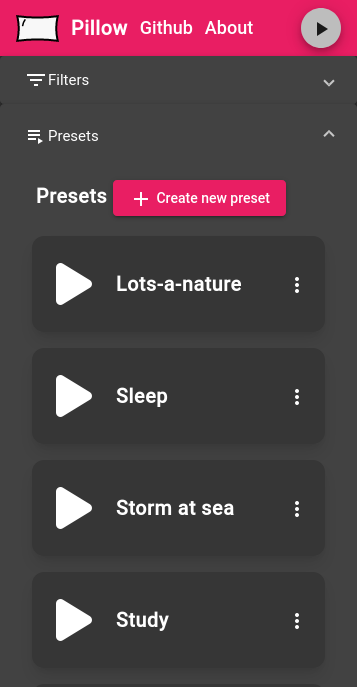 Pillow Github About
Filters
Presets
Presets Create new preset
Lots-a-nature
Sleep
Storm at sea
Study